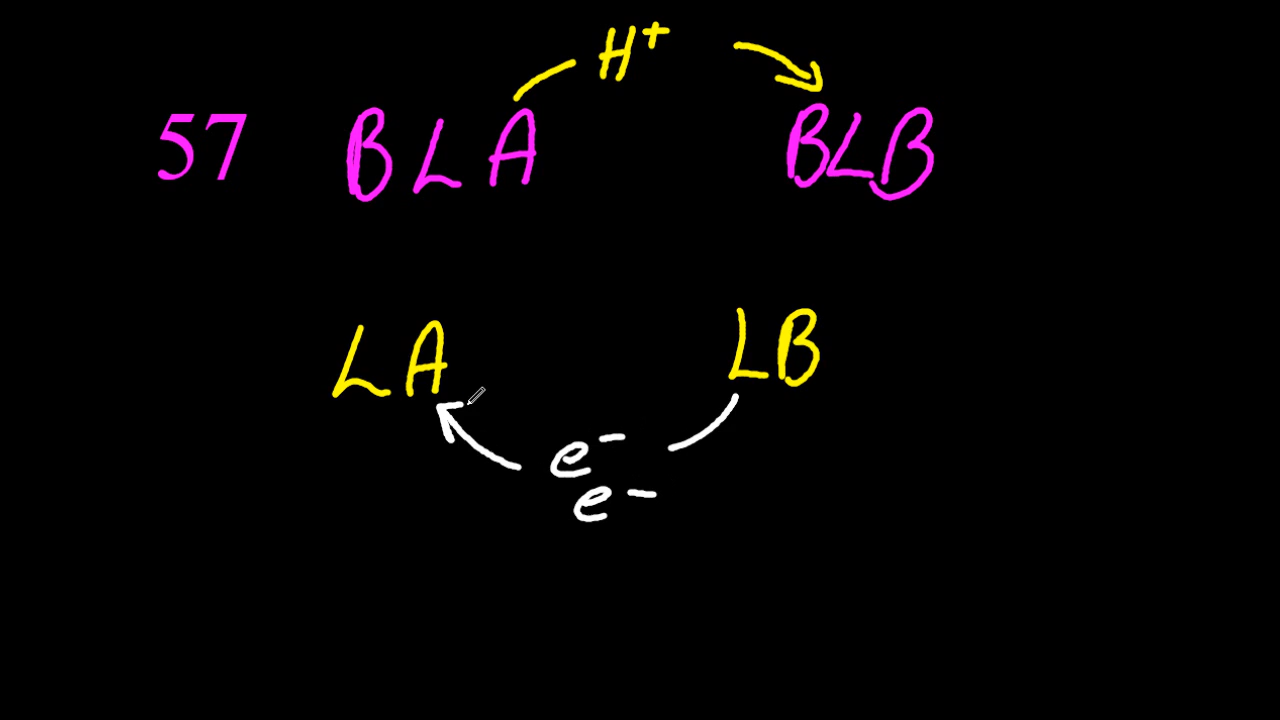 H⁺
57 BLA BLB
LA LB
e⁻
e⁻